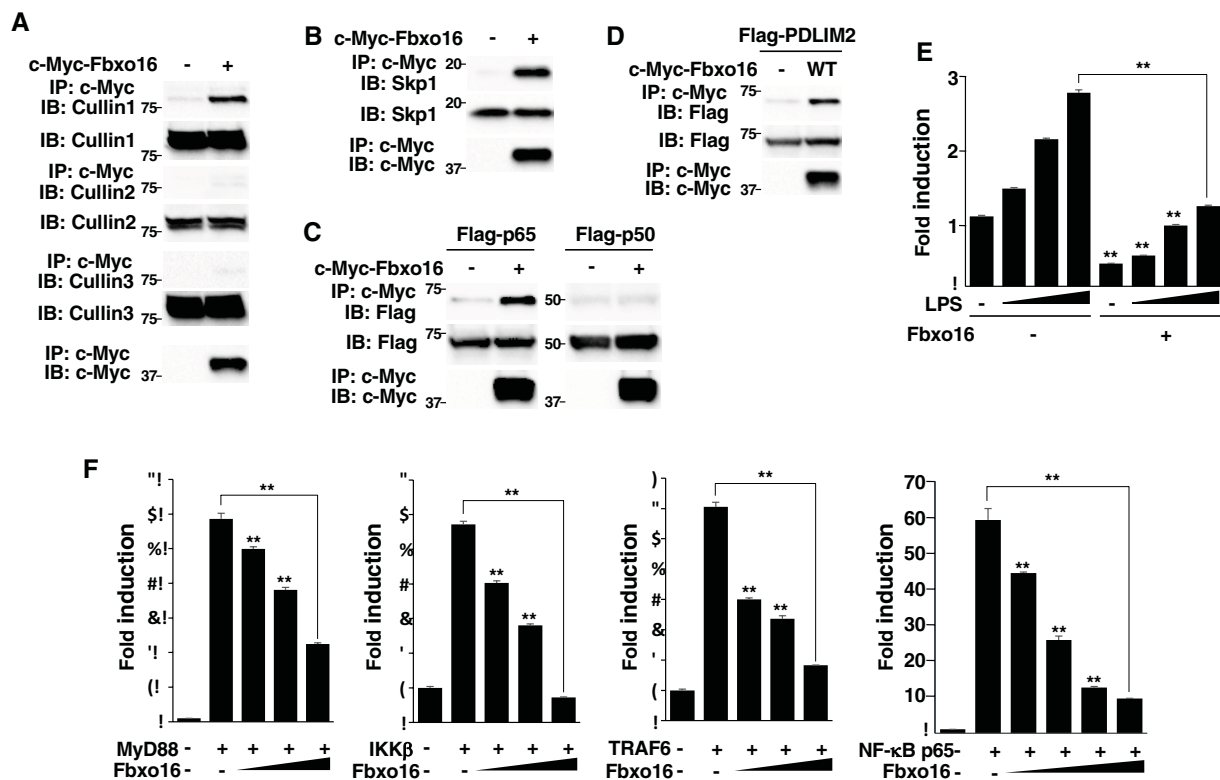 A
c-Myc-Fbxo16 - +
IP: c-Myc
IB: Cullin1
75
IB: Cullin1
75
IP: c-Myc
IB: Cullin2
75
IB: Cullin2
75
IP: c-Myc
IB: Cullin3
75
IB: Cullin3
75
IP: c-Myc
IB: c-Myc
37
B
c-Myc-Fbxo16 - +
IP: c-Myc
IB: Skp1
20
IB: Skp1
20
IP: c-Myc
IB: c-Myc
37
C
Flag-p65 Flag-p50
c-Myc-Fbxo16 - + - +
IP: c-Myc
IB: Flag
75 50
IB: Flag
75 50
IP: c-Myc
IB: c-Myc
37 37
D
Flag-PDLIM2
c-Myc-Fbxo16 - WT
IP: c-Myc
IB: Flag
75
IB: Flag
75
IP: c-Myc
IB: c-Myc
37
E
Fold induction
3
2
1
!
**
** ** **
LPS - -
Fbxo16 - +
F
Fold induction
"!
$!
%!
#!
&!
'!
(!
!
**
** **
MyD88 - + + + +
Fbxo16 -
Fold induction
"
$
%
#
&
'
(
!
**
** **
IKKβ - + + + +
Fbxo16 -
Fold induction
)
"
$
%
#
&
'
(
!
**
** **
TRAF6 - + + + +
Fbxo16 -
Fold induction
70
60
50
40
30
20
10
!
**
** ** **
NF-κB p65 - + + + + +
Fbxo16 -